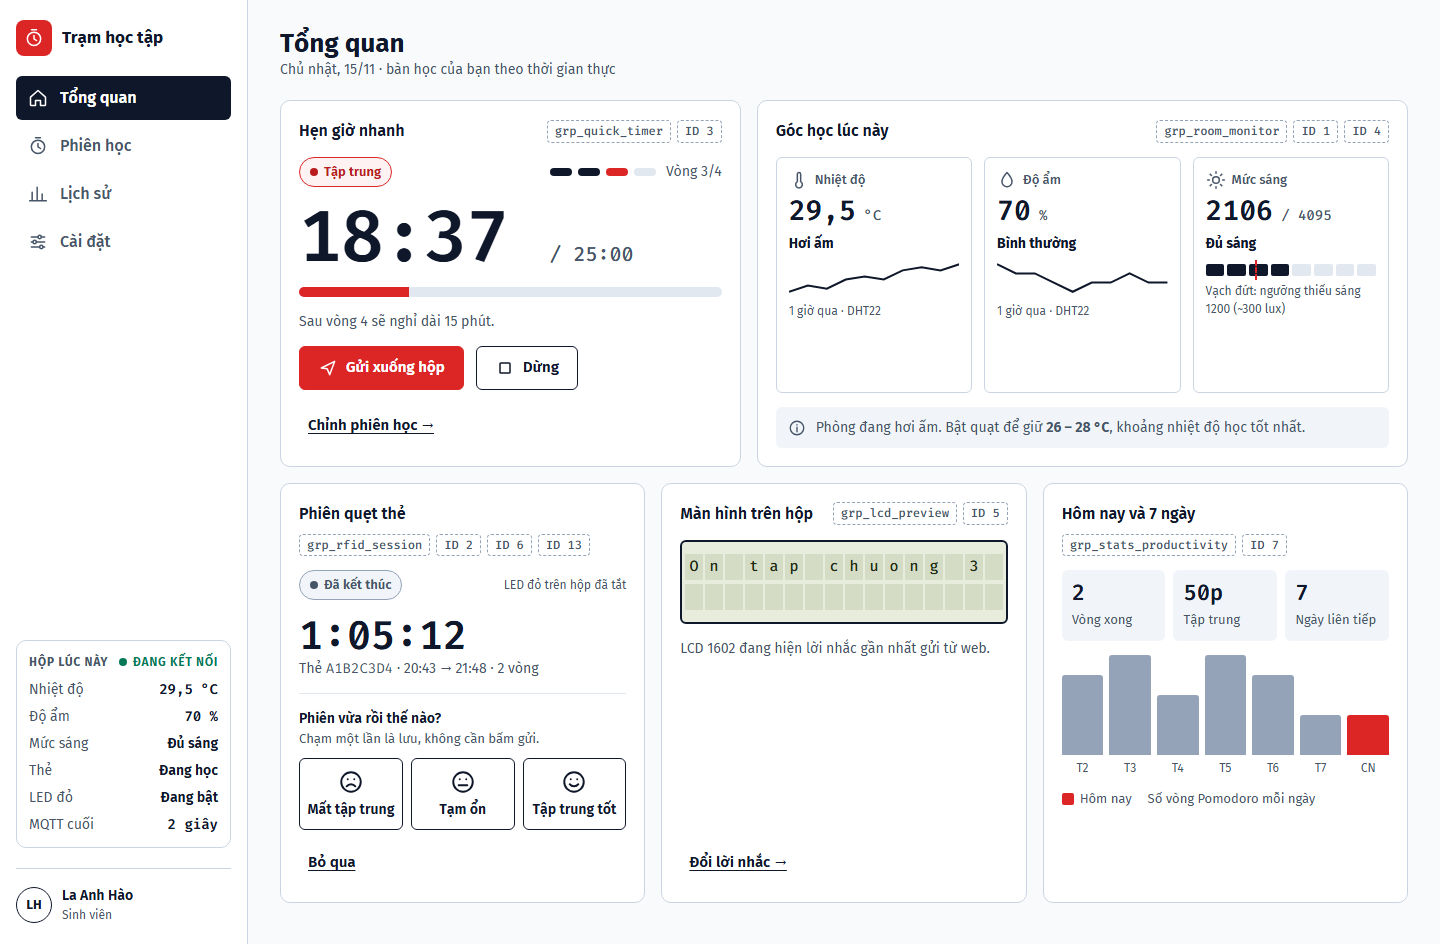 Trạm học tập
Tổng quan
Phiên học
Lịch sử
Cài đặt
HỘP LÚC NÀY ĐANG KẾT NỐI
Nhiệt độ 29,5 °C
Độ ẩm 70 %
Mức sáng Đủ sáng
Thẻ Đang học
LED đỏ Đang bật
MQTT cuối 2 giây
LH
La Anh Hào
Sinh viên
Tổng quan
Chủ nhật, 15/11 · bàn học của bạn theo thời gian thực
Hẹn giờ nhanh grp_quick_timer ID 3
Tập trung Vòng 3/4
18:37 / 25:00
Sau vòng 4 sẽ nghỉ dài 15 phút.
Gửi xuống hộp Dừng
Chỉnh phiên học →
Góc học lúc này grp_room_monitor ID 1 ID 4
Nhiệt độ
29,5 °C
Hơi ấm
1 giờ qua · DHT22
Độ ẩm
70 %
Bình thường
1 giờ qua · DHT22
Mức sáng
2106 / 4095
Đủ sáng
Vạch đứt: ngưỡng thiếu sáng
1200 (~300 lux)
Phòng đang hơi ấm. Bật quạt để giữ 26 – 28 °C, khoảng nhiệt độ học tốt nhất.
Phiên quẹt thẻ
grp_rfid_session ID 2 ID 6 ID 13
Đã kết thúc LED đỏ trên hộp đã tắt
1:05:12
Thẻ A1B2C3D4 · 20:43 → 21:48 · 2 vòng
Phiên vừa rồi thế nào?
Chạm một lần là lưu, không cần bấm gửi.
Mất tập trung Tạm ổn Tập trung tốt
Bỏ qua
Màn hình trên hộp grp_lcd_preview ID 5
On tap chuong 3
LCD 1602 đang hiện lời nhắc gần nhất gửi từ web.
Đổi lời nhắc →
Hôm nay và 7 ngày
grp_stats_productivity ID 7
2 50p 7
Vòng xong Tập trung Ngày liên tiếp
T2 T3 T4 T5 T6 T7 CN
Hôm nay Số vòng Pomodoro mỗi ngày